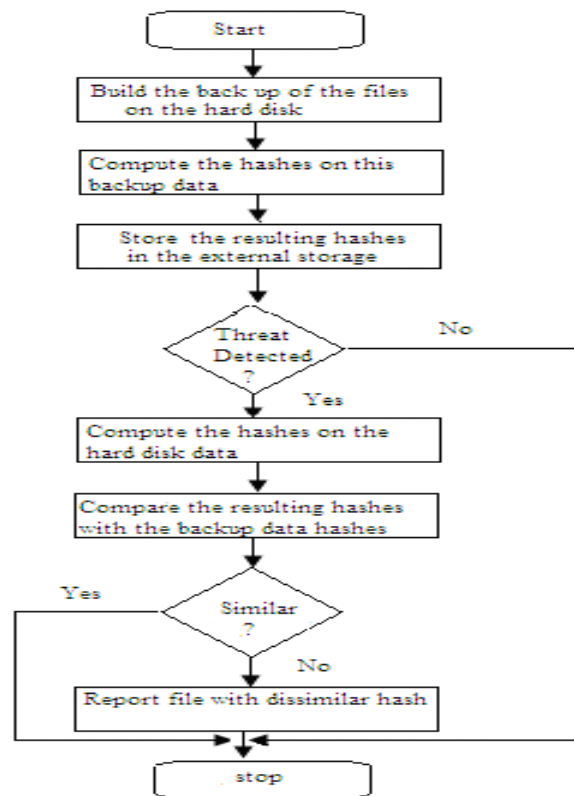 Start
Build the back up of the files
on the hard disk
Compute the hashes on this
backup data
Store the resulting hashes
in the external storage
Threat
Detected
?
No
Yes
Compute the hashes on the
hard disk data
Compare the resulting hashes
with the backup data hashes
Yes
Similar
?
No
Report file with dissimilar hash
stop